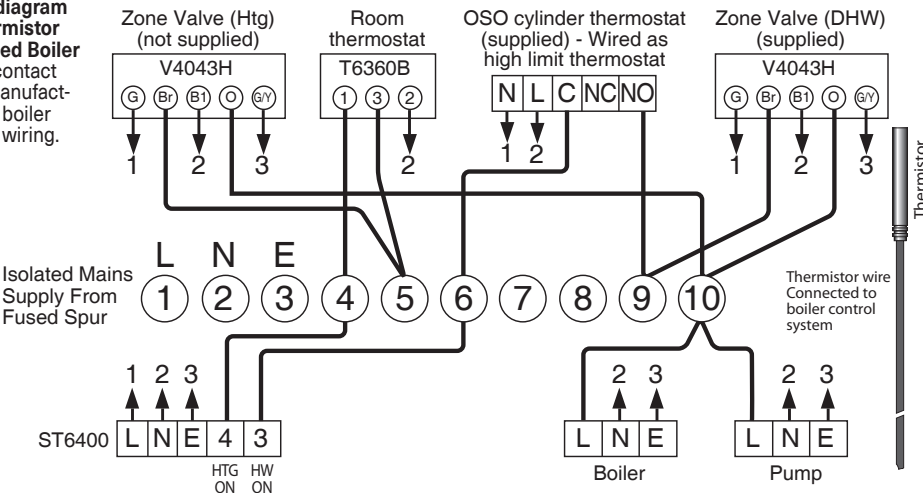 diagram
rmistor
ed Boiler
contact
anufact-
boiler
wiring.
Zone Valve (Htg)
(not supplied)
V4043H
G Br B1 O G/Y
1 2 3
Room
thermostat
T6360B
1 3 2
2
OSO cylinder thermostat
(supplied) - Wired as
high limit thermostat
N L C NC NO
1 2
Zone Valve (DHW)
(supplied)
V4043H
G Br B1 O G/Y
1 2 3
Thermistor
L N E
Isolated Mains
Supply From
Fused Spur
1 2 3 4 5 6 7 8 9 10
Thermistor wire
Connected to
boiler control
system
1 2 3
ST6400
L N E 4 3
HTG
ON
HW
ON
2 3
L N E
Boiler
2 3
L N E
Pump